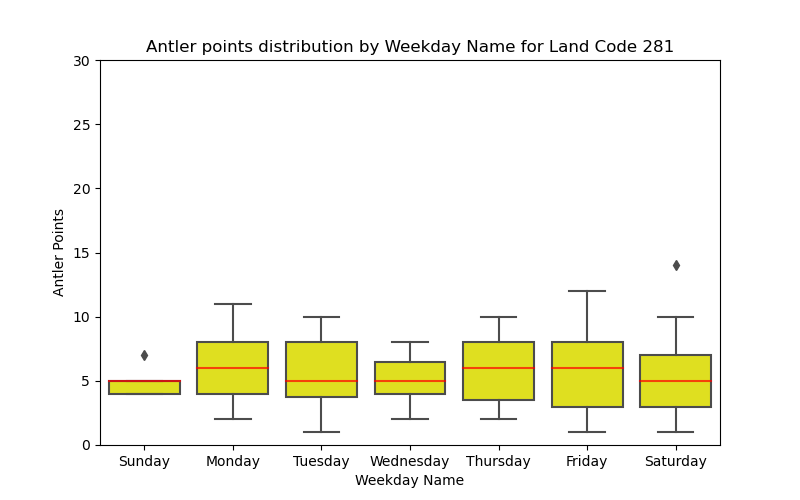 Antler points distribution by Weekday Name for Land Code 281
30
25
20
15
10
5
0
Antler Points
Sunday Monday Tuesday Wednesday Thursday Friday Saturday
Weekday Name